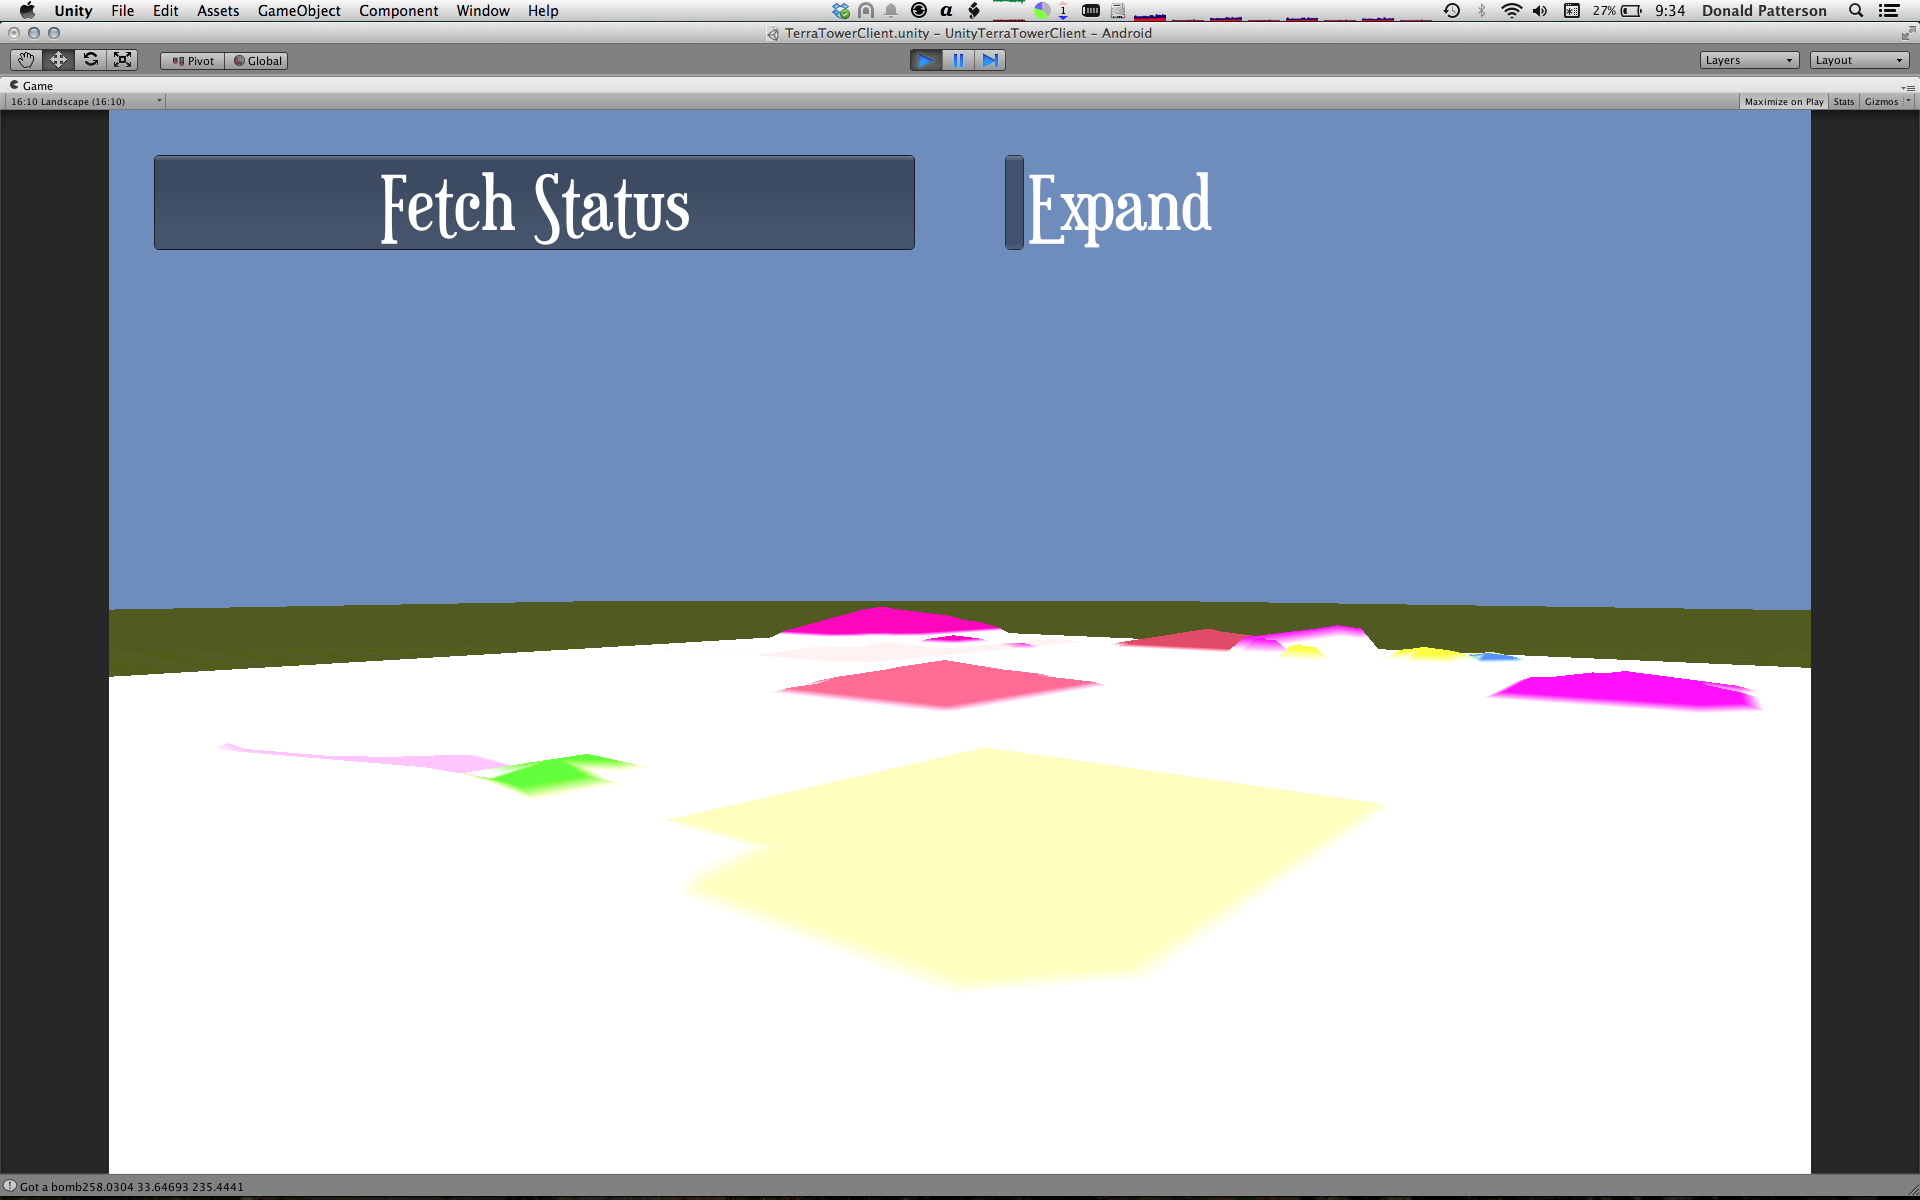 Unity File Edit Assets GameObject Component Window Help 1 27% 9:34 Donald Patterson
TerraTowerClient.unity - UnityTerraTowerClient - Android
Pivot Global Layers Layout
Game
16:10 Landscape (16:10) Maximize on Play Stats Gizmos
Fetch Status Expand
Got a bomb258.0304 33.64693 235.4441